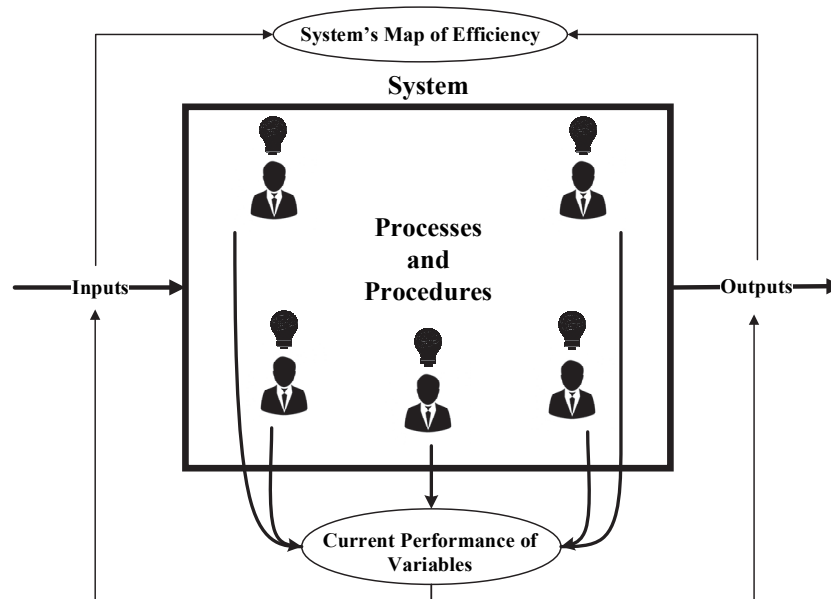 System's Map of Efficiency
System
Processes
and
Procedures
Inputs
Outputs
Current Performance of
Variables